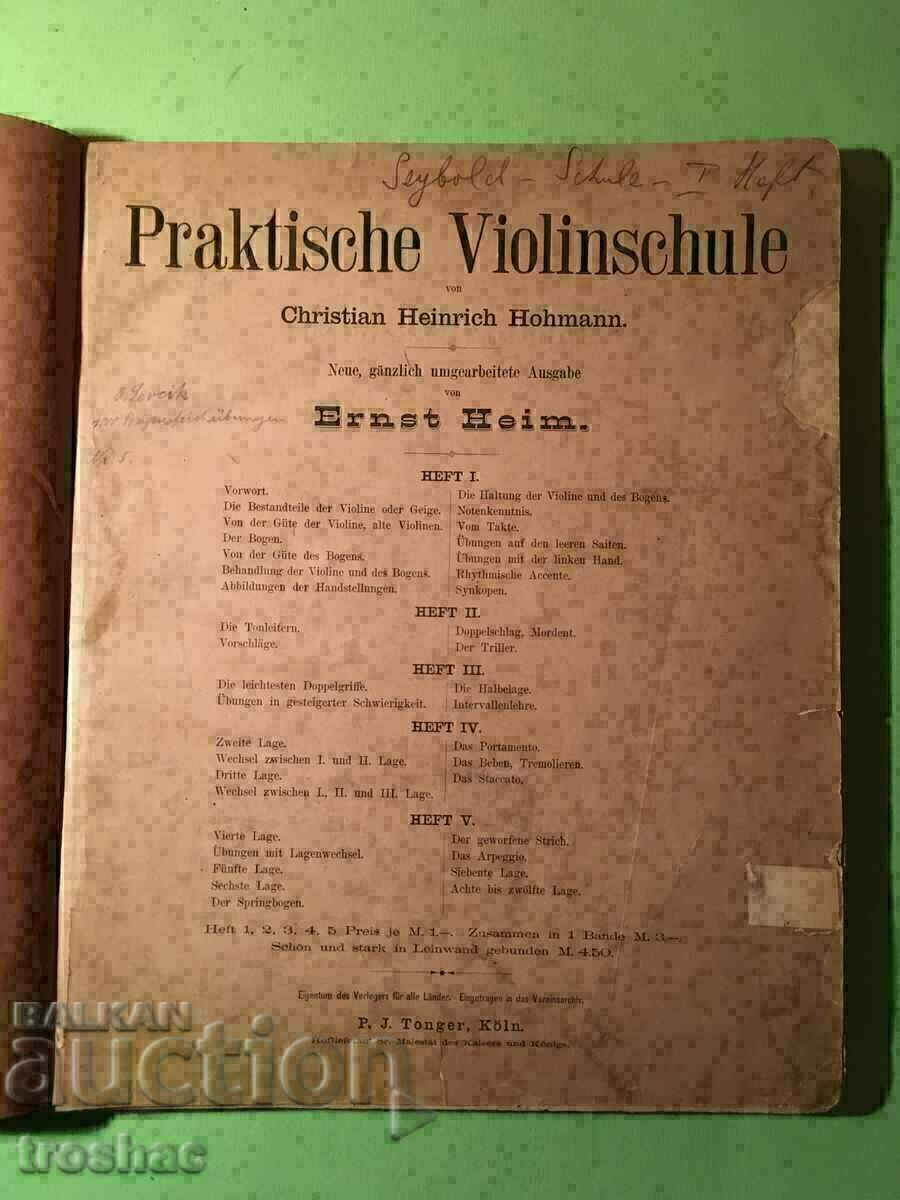 Seybold - Schule - I Heft
Praktische Violinschule
von
Christian Heinrich Hohmann.
Neue, gänzlich umgearbeitete Ausgabe
von
Ernst Heim.
HEFT I.
Vorwort.
Die Bestandteile der Violine oder Geige.
Von der Güte der Violine, alte Violinen.
Der Bogen.
Von der Güte des Bogens.
Behandlung der Violine und des Bogens.
Abbildungen der Handstellungen.
Die Haltung der Violine und des Bogens.
Notenkenntnis.
Vom Takte.
Übungen auf den leeren Saiten.
Übungen mit der linken Hand.
Rhythmische Accente.
Synkopen.
HEFT II.
Die Tonleitern.
Vorschläge.
Doppelschlag, Mordent.
Der Triller.
HEFT III.
Die leichtesten Doppelgriffe.
Übungen in gesteigerter Schwierigkeit.
Die Halbelage.
Intervallenlehre.
HEFT IV.
Zweite Lage.
Wechsel zwischen I. und II. Lage.
Dritte Lage.
Wechsel zwischen I., II. und III. Lage.
Das Portamento.
Das Beben, Tremolieren.
Das Staccato.
HEFT V.
Vierte Lage.
Übungen mit Lagenwechsel.
Fünfte Lage.
Sechste Lage.
Der Springbogen.
Der geworfene Strich.
Das Arpeggio.
Siebente Lage.
Achte bis zwölfte Lage.
Heft 1, 2, 3, 4, 5 Preis je M. 1.—. Zusammen in 1 Bande M. 3.—.
Schön und stark in Leinwand gebunden M. 4.50.
Eigentum des Verlegers für alle Länder. Eingetragen in das Vereinsarchiv.
P. J. Tonger, Köln.
Hoflieferant Sr. Majestät des Kaisers und Königs.
BALKAN
auction
troshac